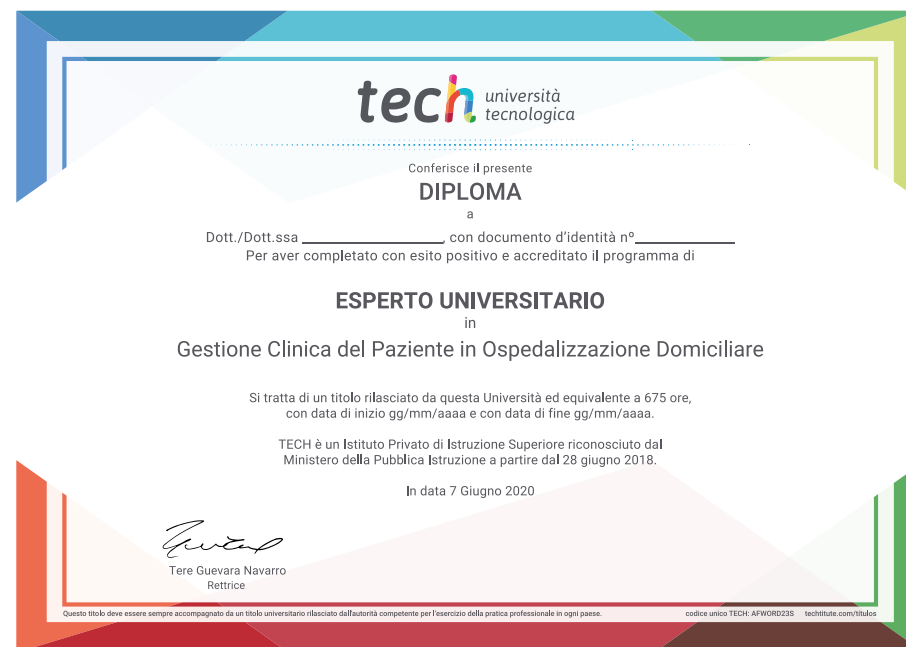 tech università
tecnologica
Conferisce il presente
DIPLOMA
a
Dott./Dott.ssa _________________, con documento d'identità nº____________
Per aver completato con esito positivo e accreditato il programma di
ESPERTO UNIVERSITARIO
in
Gestione Clinica del Paziente in Ospedalizzazione Domiciliare
Si tratta di un titolo rilasciato da questa Università ed equivalente a 675 ore,
con data di inizio gg/mm/aaaa e con data di fine gg/mm/aaaa.
TECH è un Istituto Privato di Istruzione Superiore riconosciuto dal
Ministero della Pubblica Istruzione a partire dal 28 giugno 2018.
In data 7 Giugno 2020
Tere Guevara Navarro
Rettrice
Questo titolo deve essere sempre accompagnato da un titolo universitario rilasciato dall'autorità competente per l'esercizio della pratica professionale in ogni paese. codice unico TECH: AFWORD23S techtitute.com/titulos